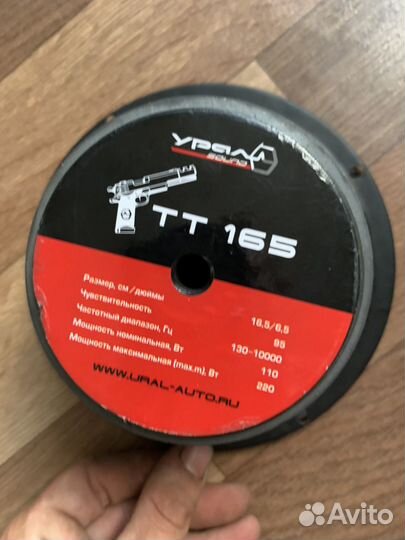 Урал
SOUND
TT 165
Размер, см/дюймы 16,5/6,5
Чувствительность 95
Частотный диапазон, Гц 130-10000
Мощность номинальная, Вт 110
Мощность максимальная (max.m), Вт 220
WWW.URAL-AUTO.RU
Avito